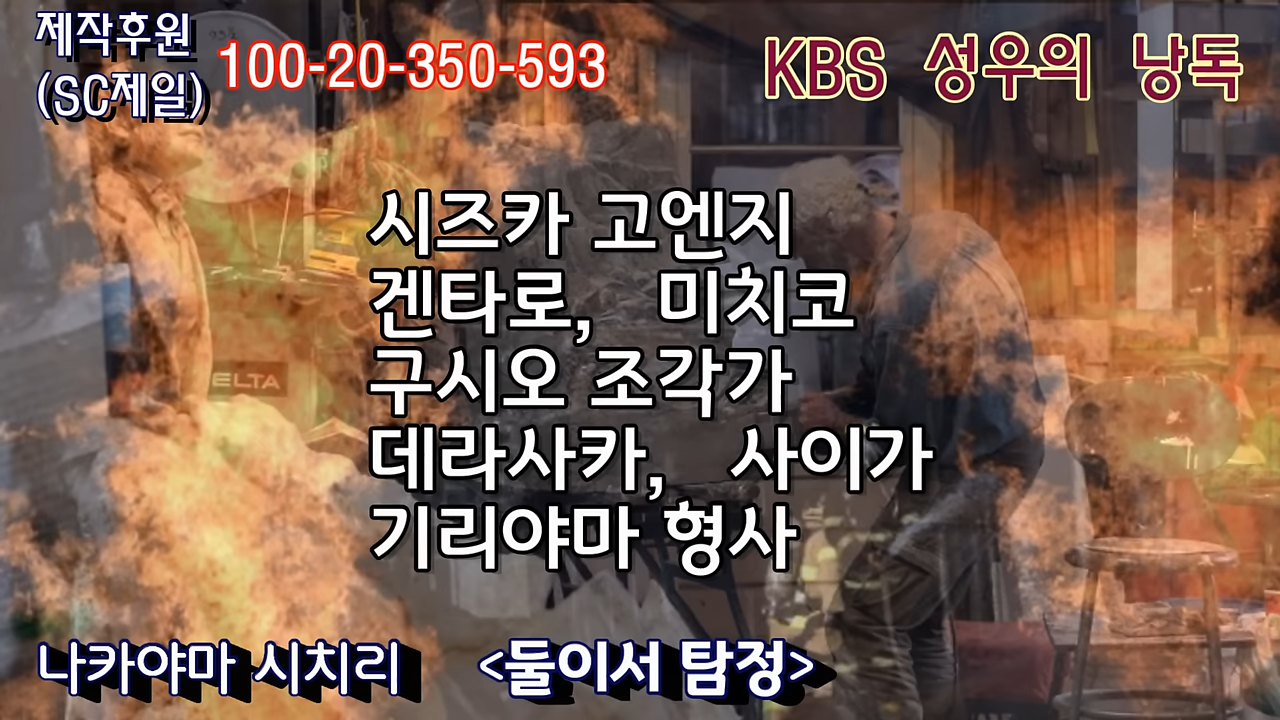 제작후원
(SC제일)
100-20-350-593
KBS 성우의 낭독
시즈카 고엔지
겐타로, 미치코
구시오 조각가
데라사카, 사이가
기리야마 형사
ELTA
나카야마 시치리 <둘이서 탐정>